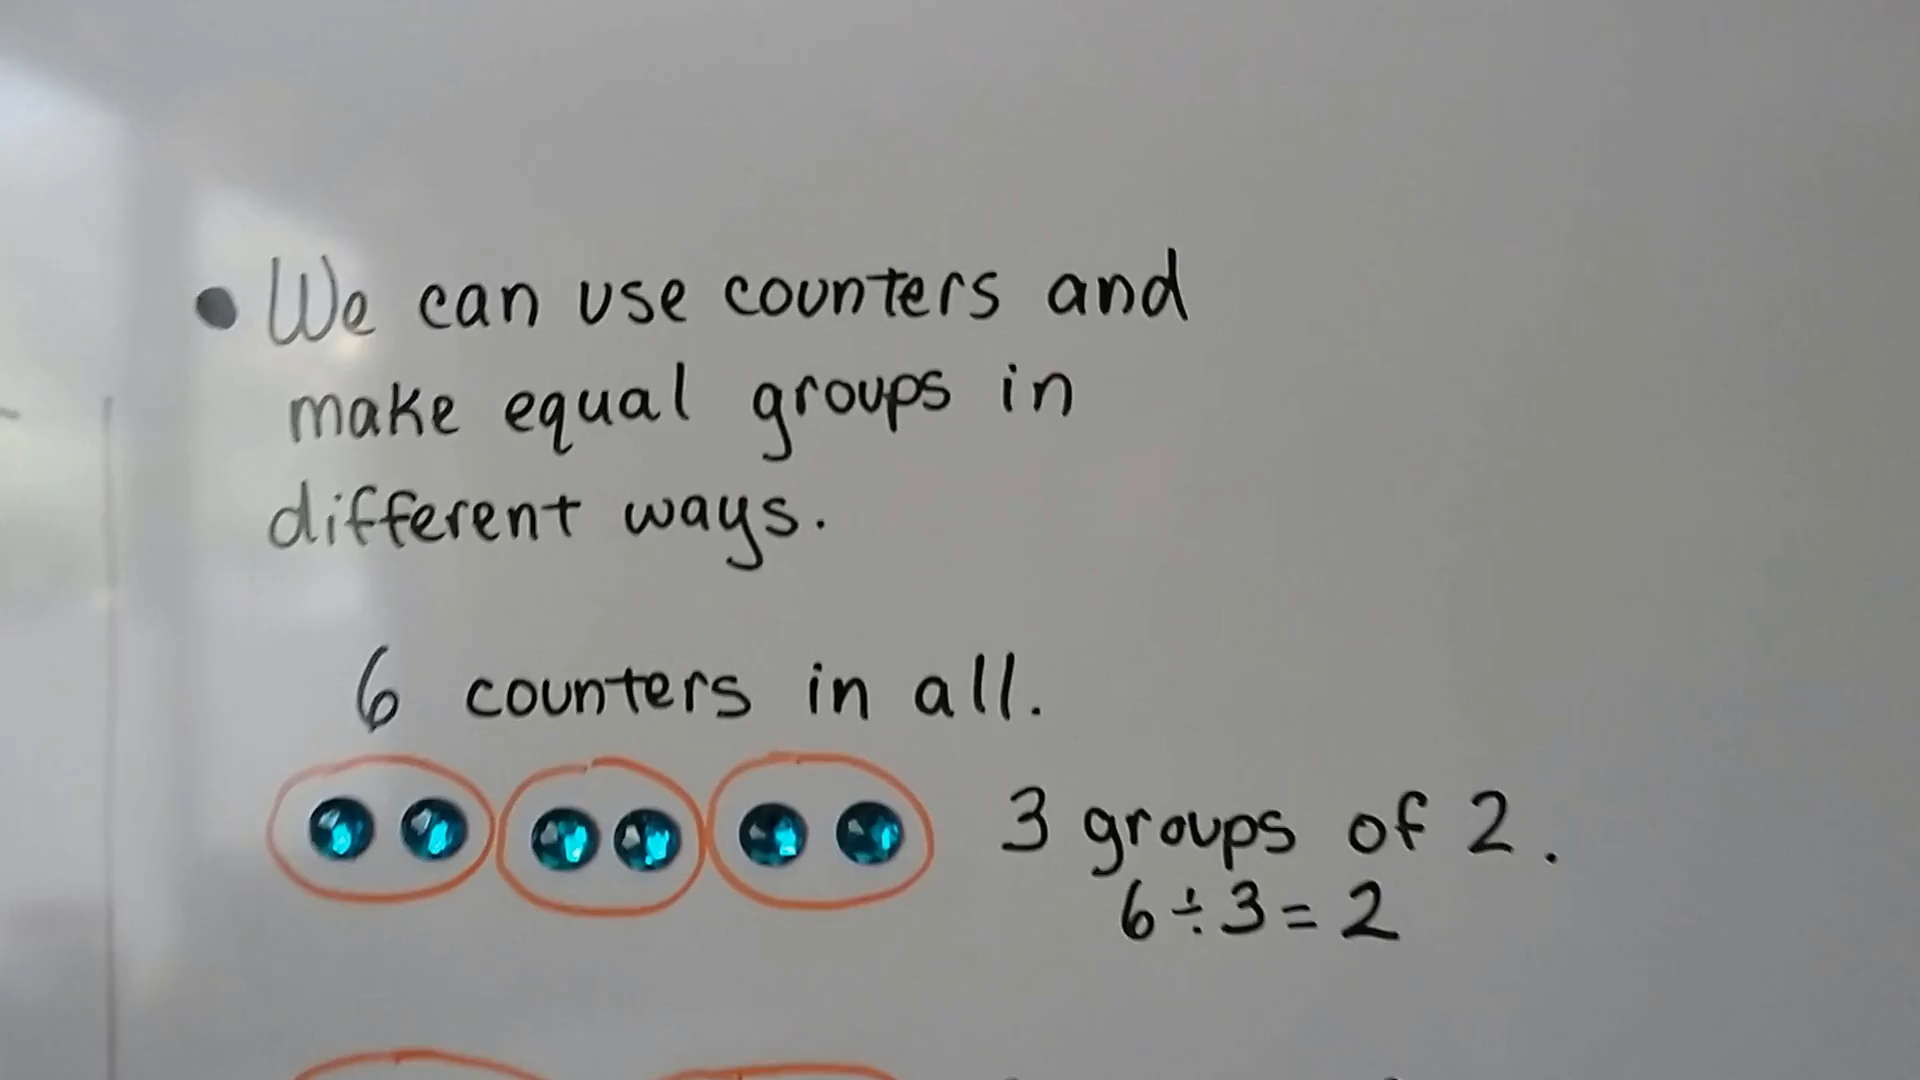 • We can use counters and
make equal groups in
different ways.
6 counters in all.
3 groups of 2.
6 ÷ 3 = 2